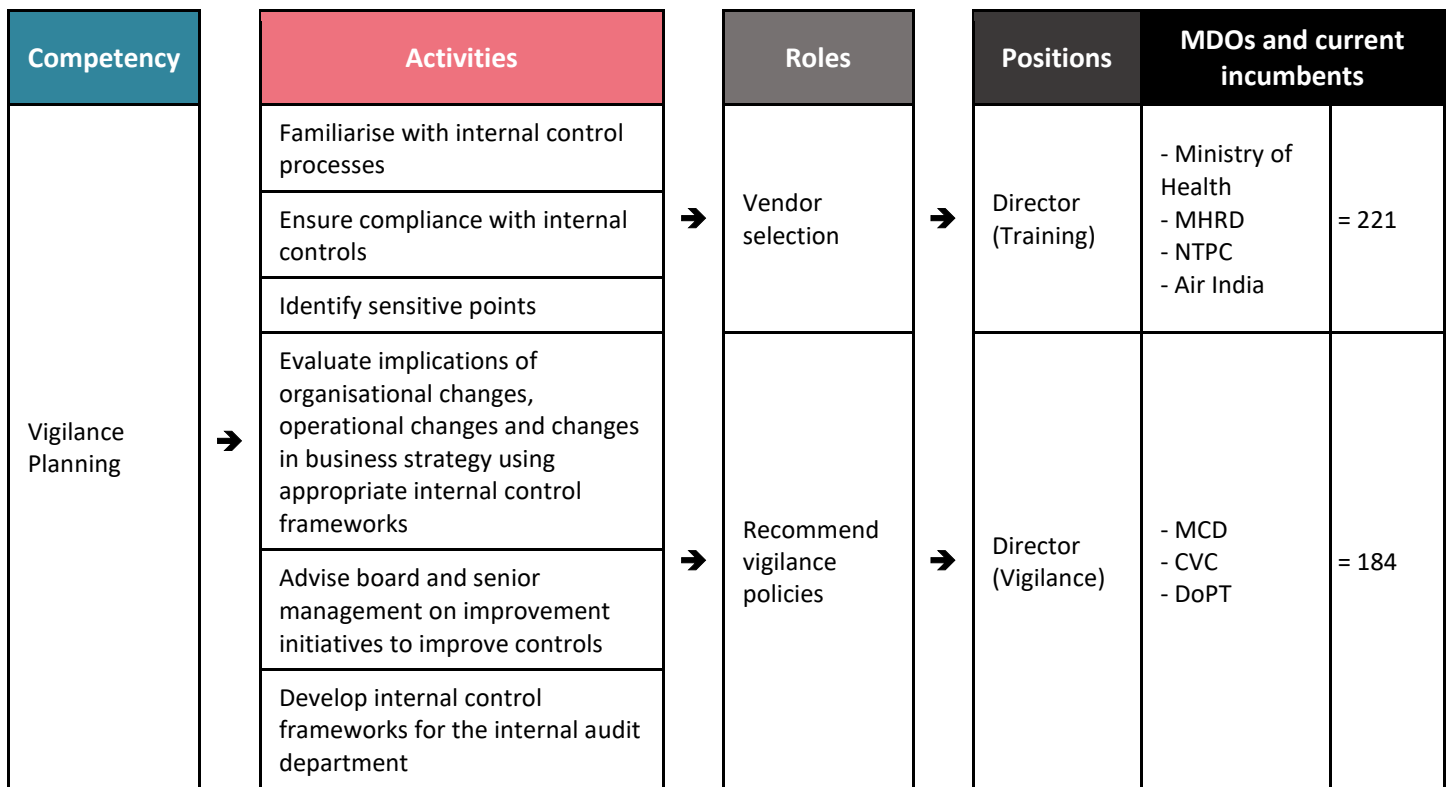 Competency
Activities
Roles
Positions
MDOs and current
incumbents
Vigilance
Planning
➔
Familiarise with internal control
processes
Ensure compliance with internal
controls
Identify sensitive points
➔
Vendor
selection
➔
Director
(Training)
- Ministry of
Health
- MHRD
- NTPC
- Air India
= 221
Evaluate implications of
organisational changes,
operational changes and changes
in business strategy using
appropriate internal control
frameworks
Advise board and senior
management on improvement
initiatives to improve controls
Develop internal control
frameworks for the internal audit
department
➔
Recommend
vigilance
policies
➔
Director
(Vigilance)
- MCD
- CVC
- DoPT
= 184